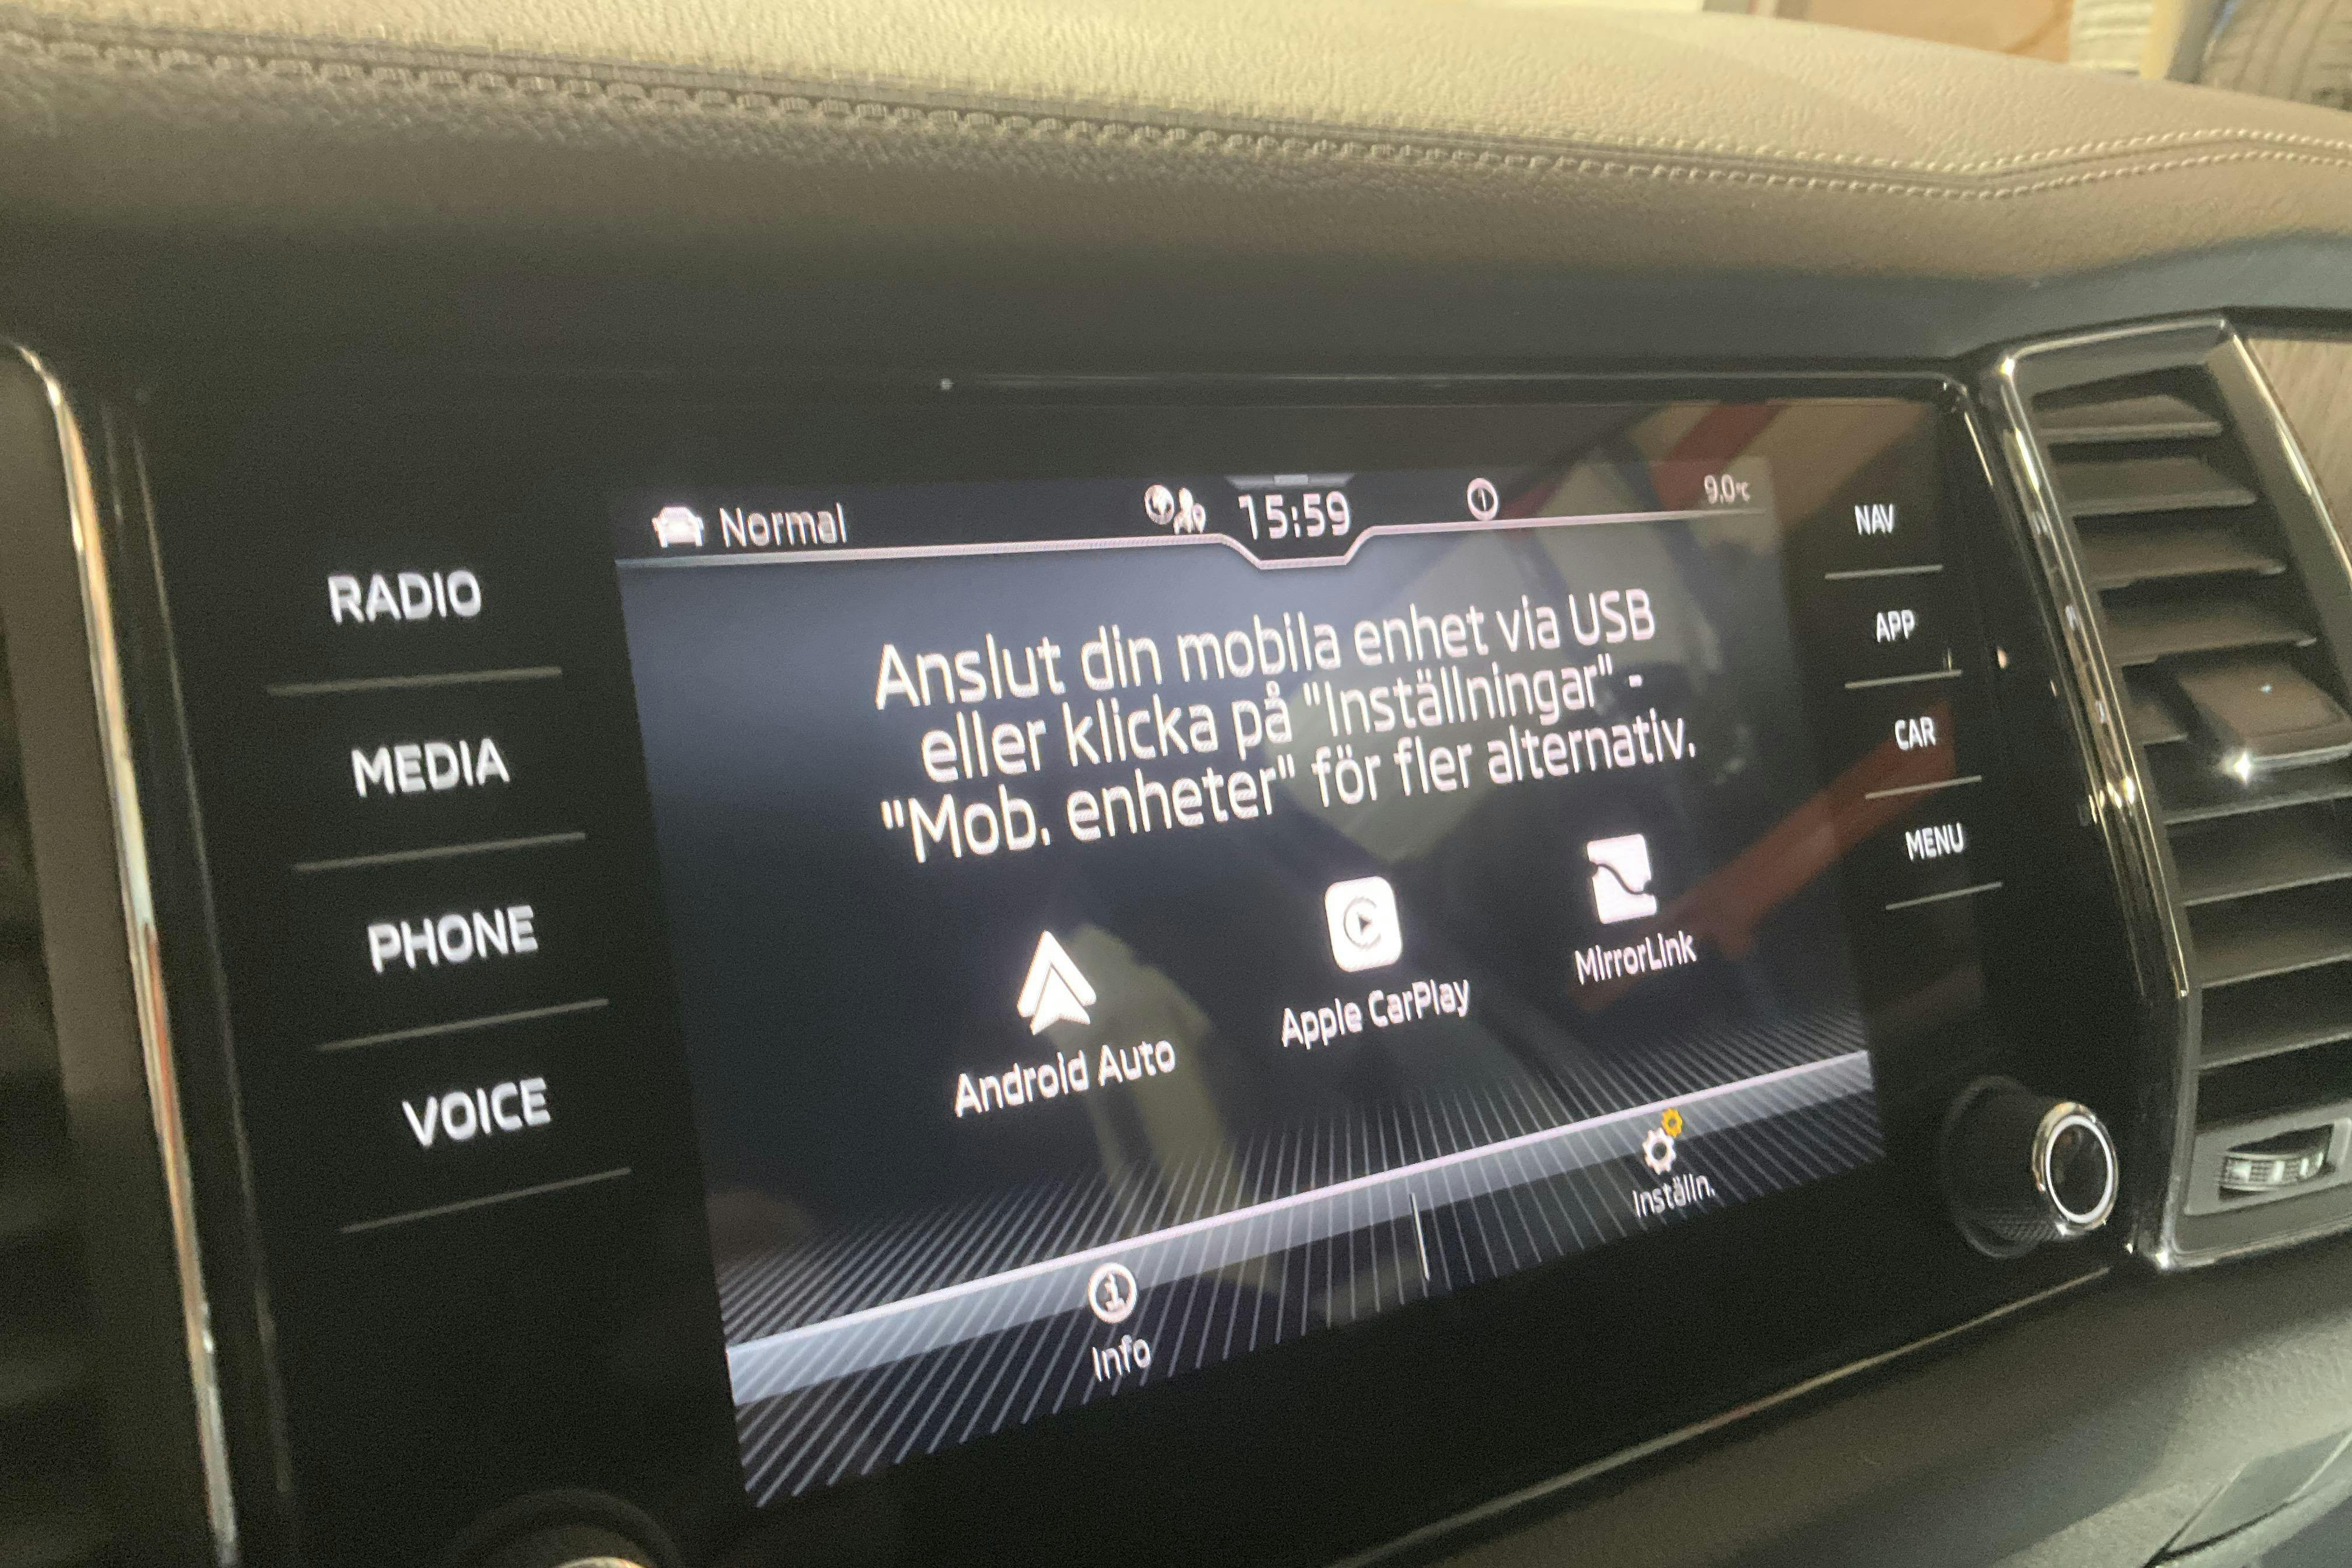 Normal
15:59
9.0°C
RADIO
MEDIA
PHONE
VOICE
Anslut din mobila enhet via USB
eller klicka på "Inställningar" -
"Mob. enheter" för fler alternativ.
Android Auto
Apple CarPlay
MirrorLink
Info
Inställn.
NAV
APP
CAR
MENU